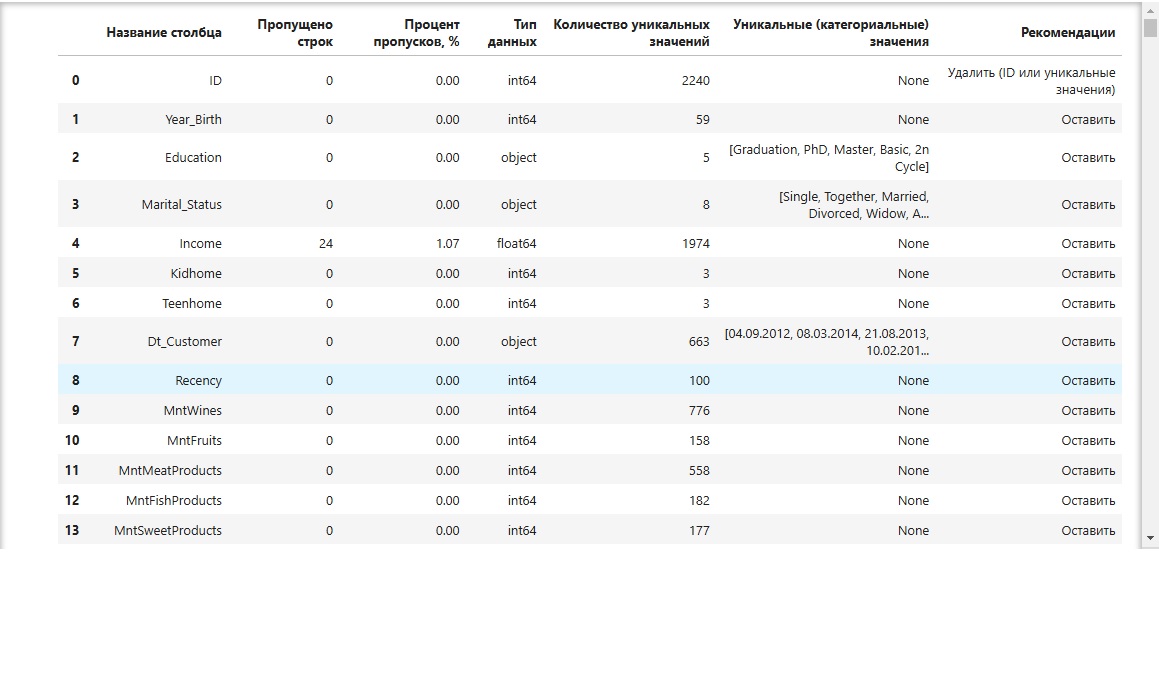 Название столбца Пропущено строк Процент пропусков, % Тип данных Количество уникальных значений Уникальные (категориальные) значения Рекомендации
0 ID 0 0.00 int64 2240 None Удалить (ID или уникальные значения)
1 Year_Birth 0 0.00 int64 59 None Оставить
2 Education 0 0.00 object 5 [Graduation, PhD, Master, Basic, 2n Cycle] Оставить
3 Marital_Status 0 0.00 object 8 [Single, Together, Married, Divorced, Widow, A... Оставить
4 Income 24 1.07 float64 1974 None Оставить
5 Kidhome 0 0.00 int64 3 None Оставить
6 Teenhome 0 0.00 int64 3 None Оставить
7 Dt_Customer 0 0.00 object 663 [04.09.2012, 08.03.2014, 21.08.2013, 10.02.201... Оставить
8 Recency 0 0.00 int64 100 None Оставить
9 MntWines 0 0.00 int64 776 None Оставить
10 MntFruits 0 0.00 int64 158 None Оставить
11 MntMeatProducts 0 0.00 int64 558 None Оставить
12 MntFishProducts 0 0.00 int64 182 None Оставить
13 MntSweetProducts 0 0.00 int64 177 None Оставить